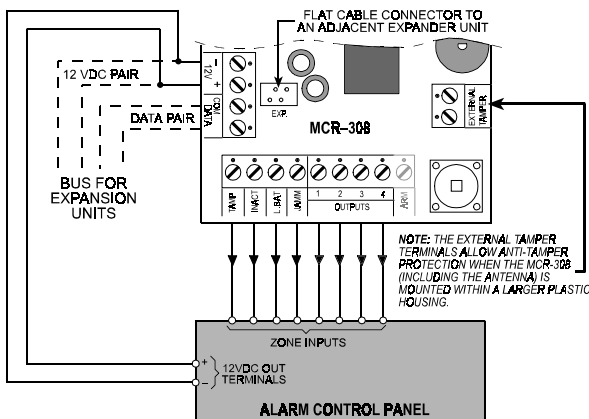 FLAT CABLE CONNECTOR TO
AN ADJACENT EXPANDER UNIT
12 VDC PAIR
DATA PAIR
– 12V +
COM
DATA
EXP.
MCR–308
EXTERNAL
TAMPER
BUS FOR
EXPANSION
UNITS
TAMP
INACT
L.BAT
JAMM
1 2 3 4
OUTPUTS
ARM
NOTE: THE EXTERNAL TAMPER
TERMINALS ALLOW ANTI-TAMPER
PROTECTION WHEN THE MCR-308
(INCLUDING THE ANTENNA) IS
MOUNTED WITHIN A LARGER PLASTIC
HOUSING.
ZONE INPUTS
+
–
12VDC OUT
TERMINALS
ALARM CONTROL PANEL